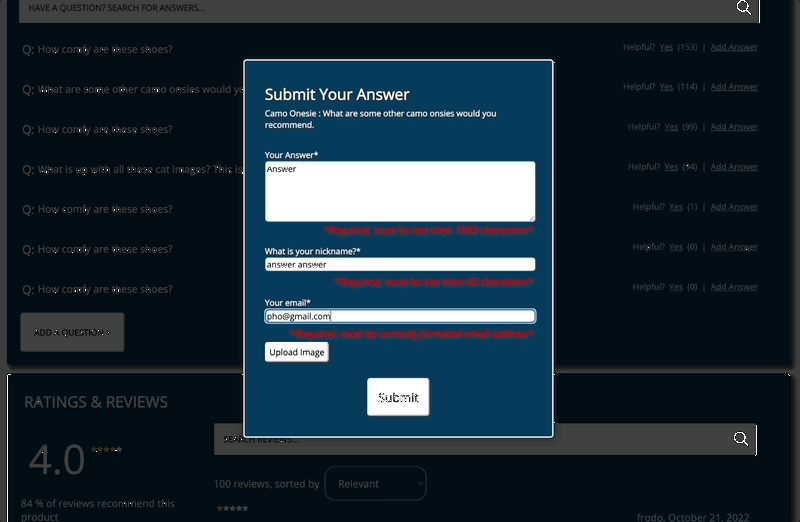 HAVE A QUESTION? SEARCH FOR ANSWERS...
Q: How comfy are these shoes?
Helpful? Yes (153) | Add Answer
Q: What are some other camo onsies would yo
Helpful? Yes (114) | Add Answer
Q: How comfy are these shoes?
Helpful? Yes (99) | Add Answer
Q: What is up with all these cat images? This is
Helpful? Yes (94) | Add Answer
Q: How comfy are these shoes?
Helpful? Yes (1) | Add Answer
Q: How comfy are these shoes?
Helpful? Yes (0) | Add Answer
Q: How comfy are these shoes?
Helpful? Yes (0) | Add Answer
ADD A QUESTION +
Submit Your Answer
Camo Onesie : What are some other camo onsies would you
recommend.
Your Answer*
Answer
*Required, must be less than 1000 characters*
What is your nickname?*
answer answer
*Required, must be less than 60 characters*
Your email*
pho@gmail.com
*Required, must be correctly formatted email address*
Upload Image
Submit
RATINGS & REVIEWS
4.0
84 % of reviews recommend this
product
SEARCH REVIEWS...
100 reviews, sorted by
Relevant
frodo, October 21, 2022